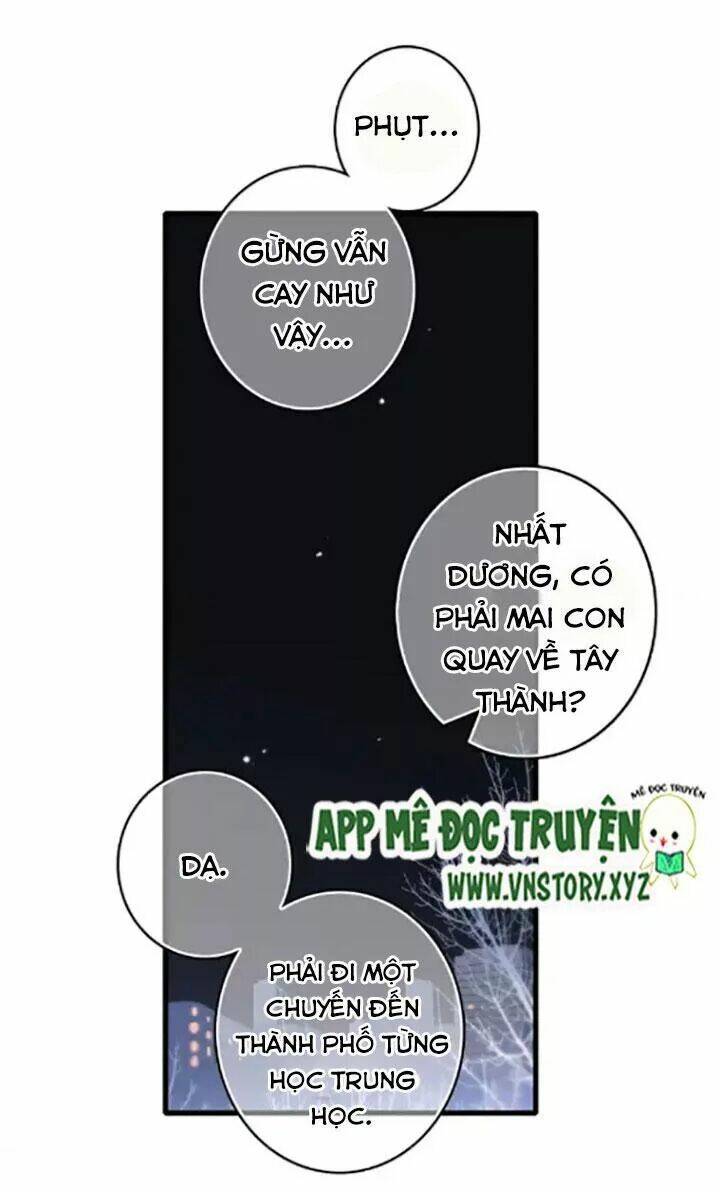 PHỤT...
GỪNG VẪN
CAY NHƯ
VẬY...
NHẤT
DƯƠNG, CÓ
PHẢI MAI CON
QUAY VỀ TÂY
THÀNH?
MÊ ĐỌC TRUYỆN
APP MÊ ĐỌC TRUYỆN
WWW.VNSTORY.XYZ
DẠ.
PHẢI ĐI MỘT
CHUYẾN ĐẾN
THÀNH PHỐ TỪNG
HỌC TRUNG
HỌC.